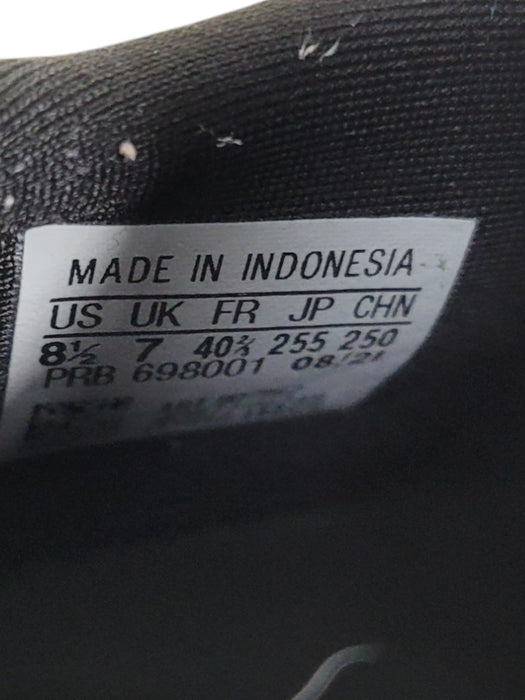 MADE IN INDONESIA
US UK FR JP CHN
8½ 7 40⅔ 255 250
PRB 698001 08/21